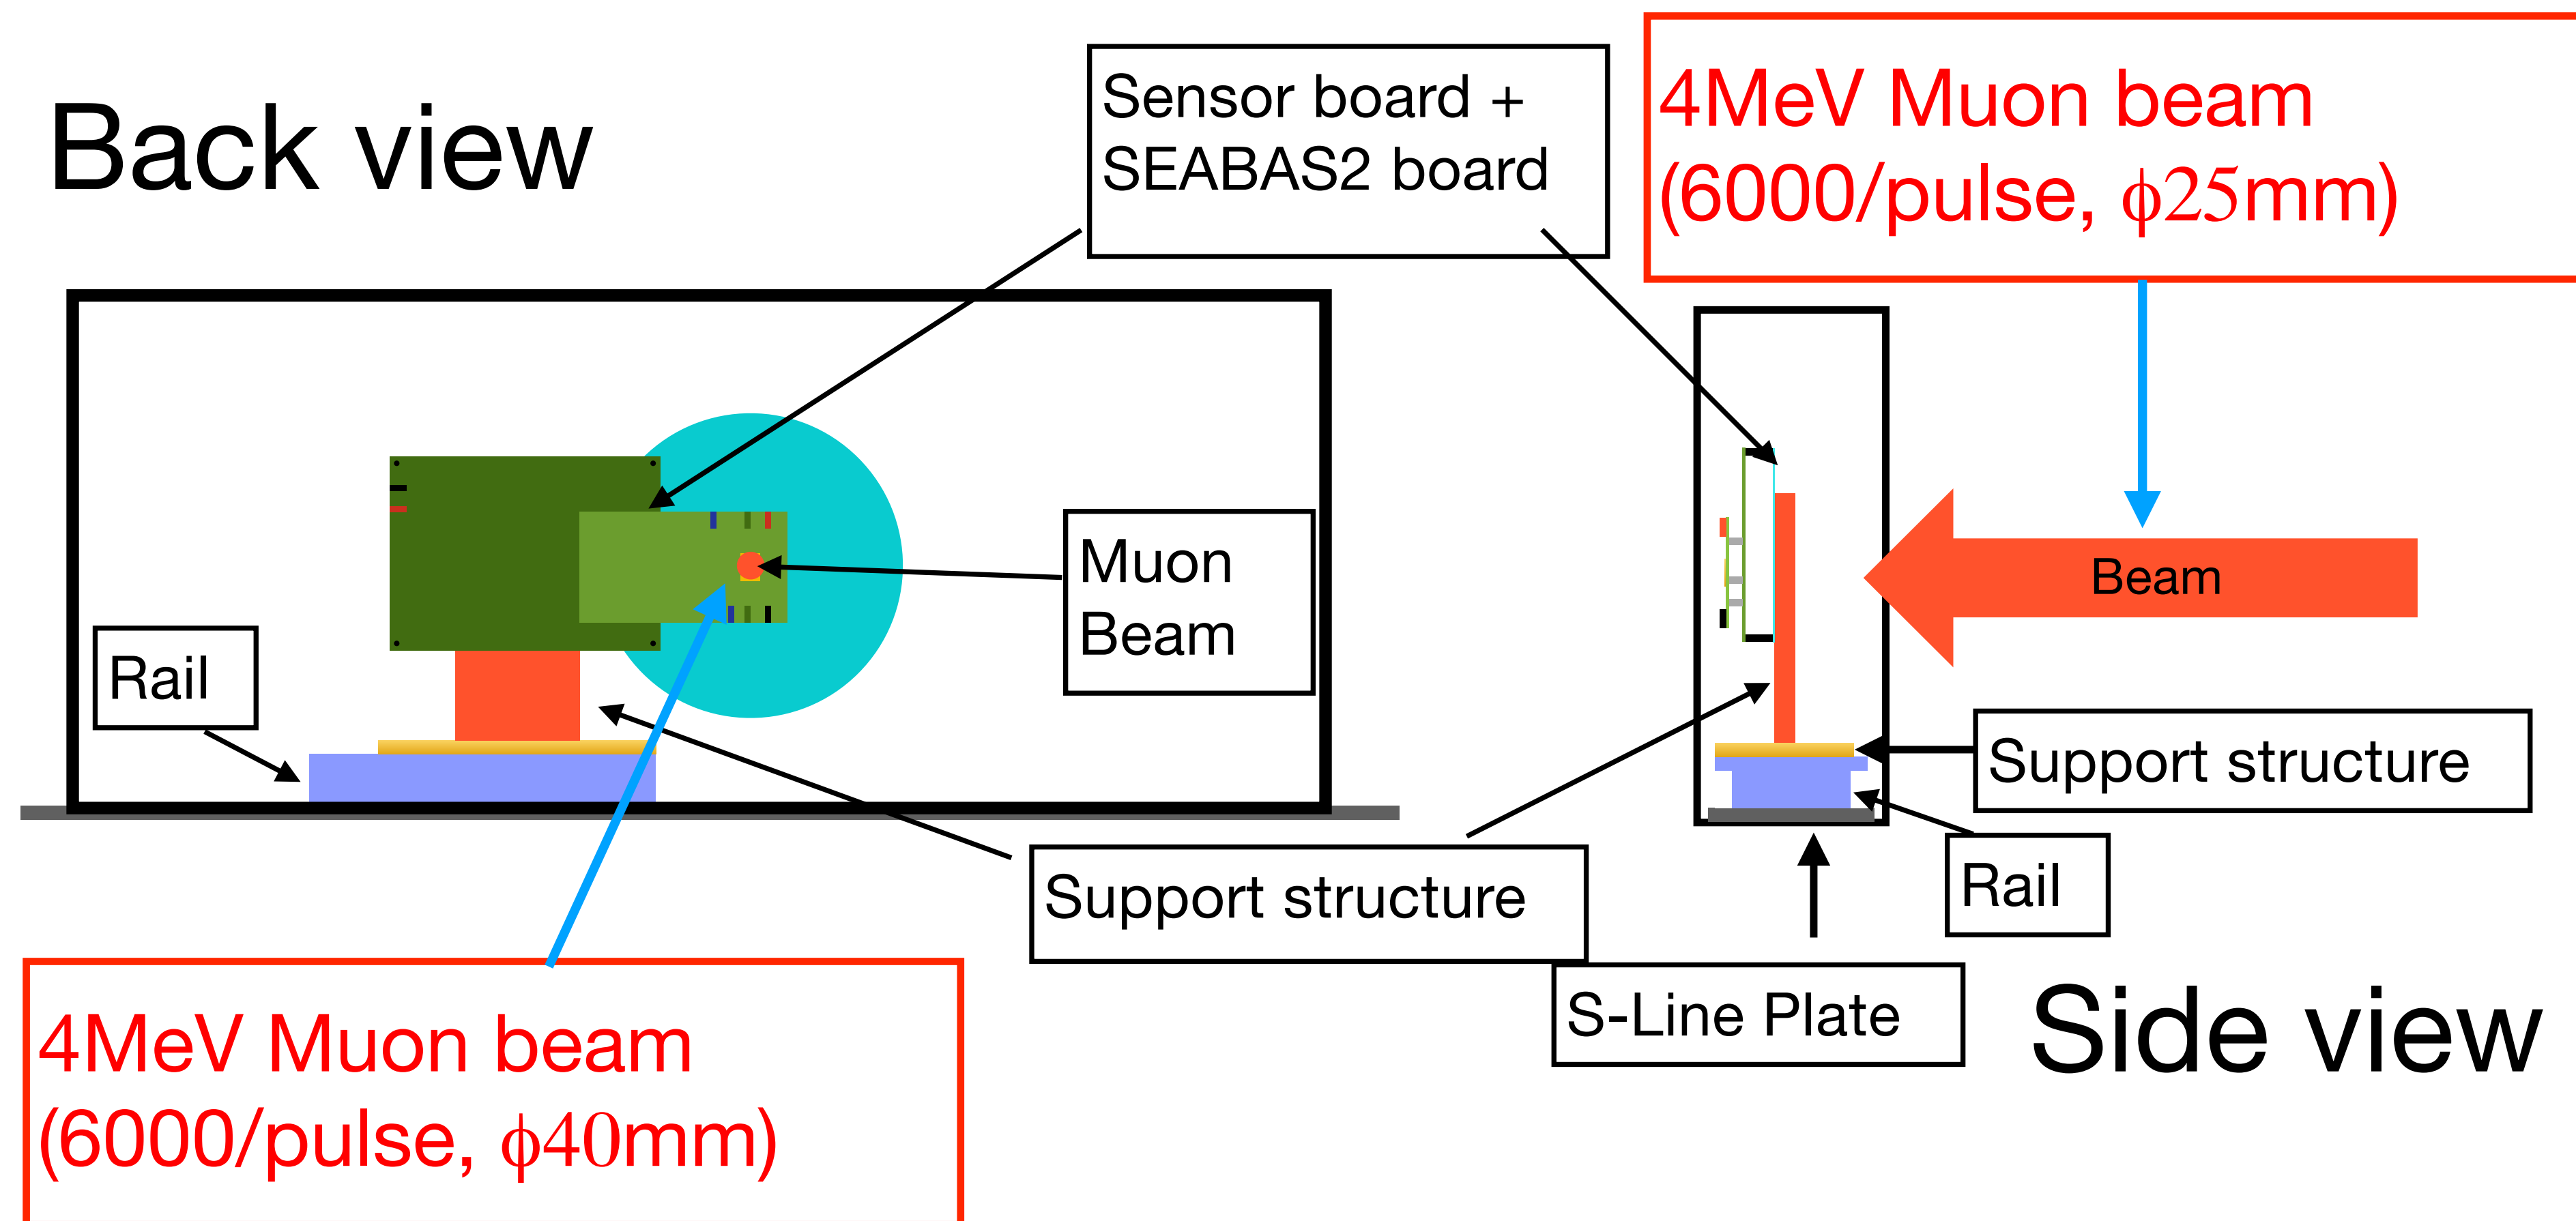 Back view
Sensor board +
SEABAS2 board
4MeV Muon beam
(6000/pulse, ϕ25mm)
Muon
Beam
Beam
Rail
Support structure
Support structure
Rail
S-Line Plate
Side view
4MeV Muon beam
(6000/pulse, ϕ40mm)